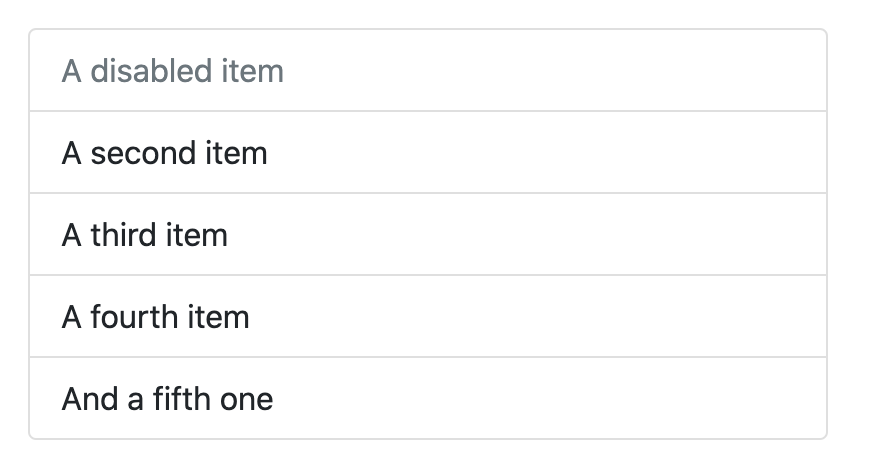 A disabled item
A second item
A third item
A fourth item
And a fifth one